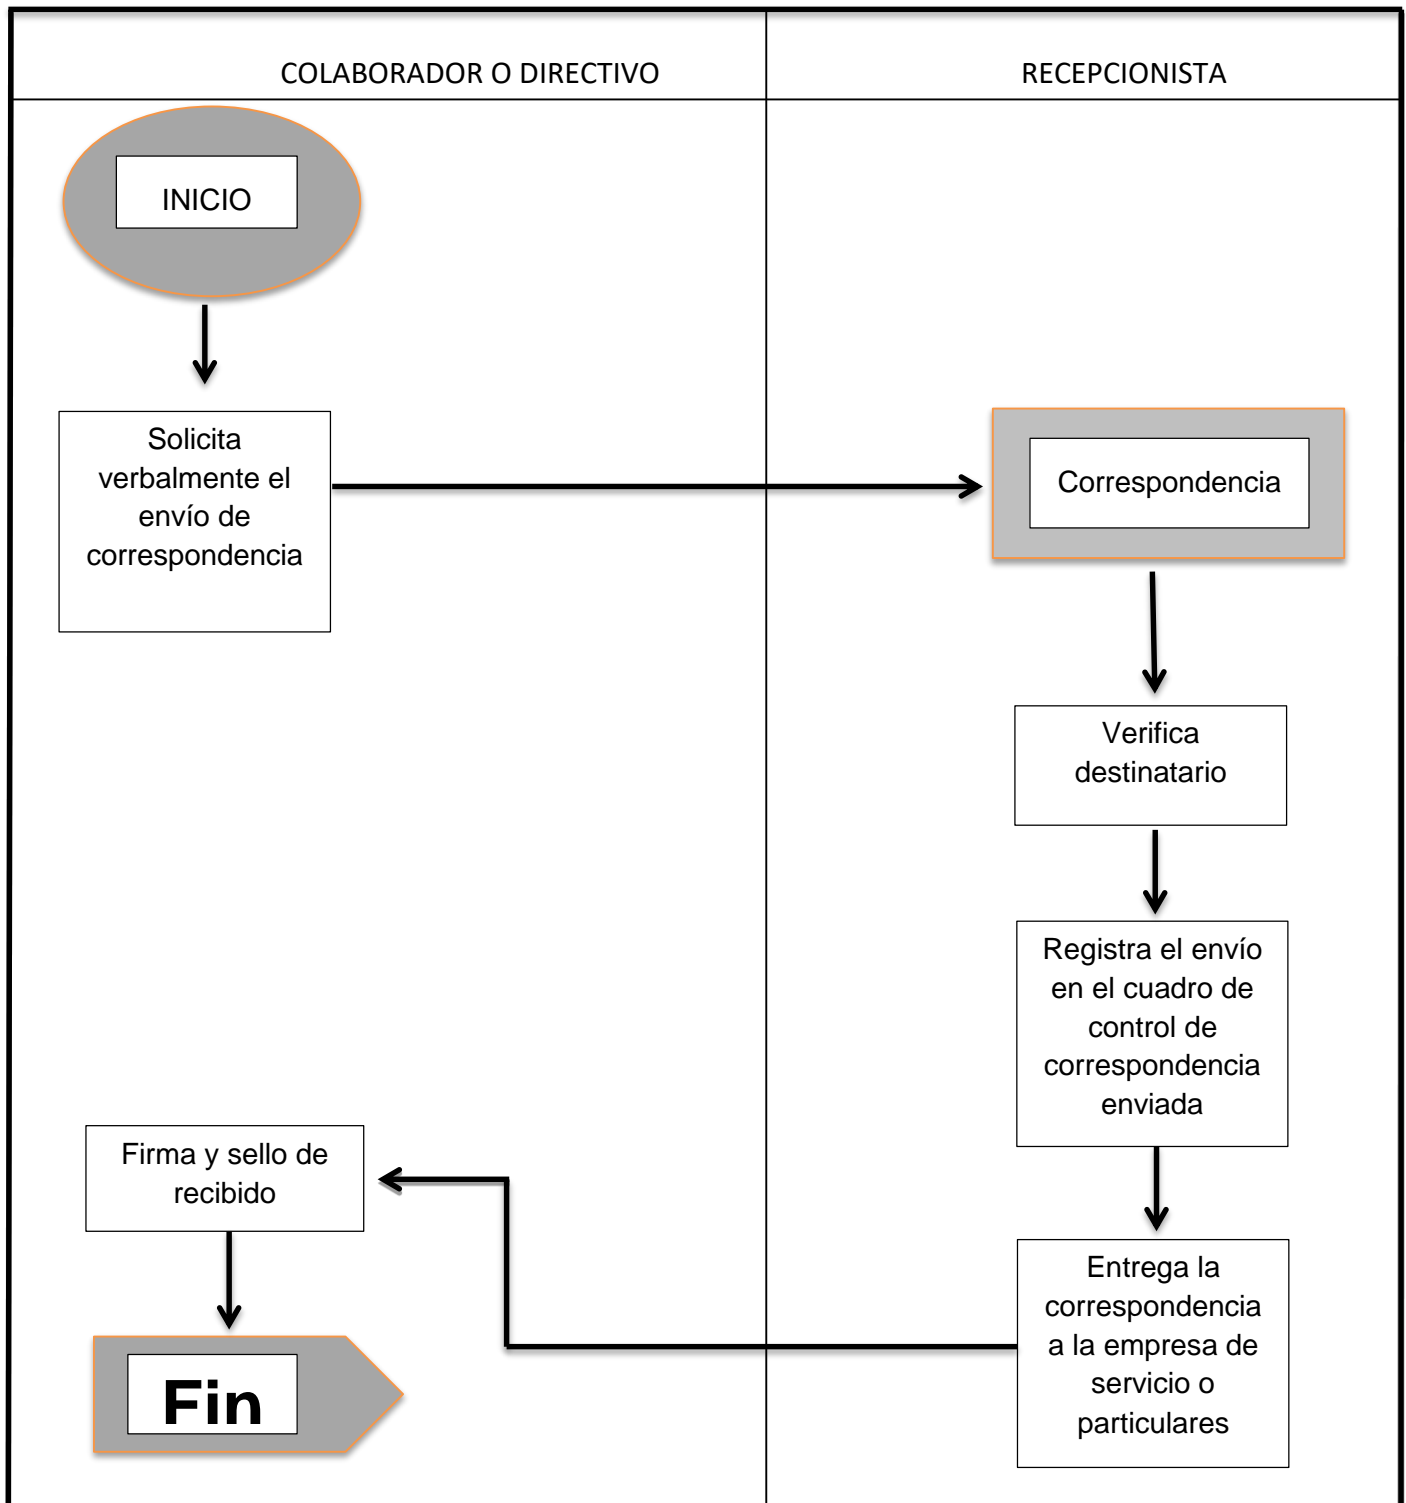 COLABORADOR O DIRECTIVO
RECEPCIONISTA
INICIO
Solicita
verbalmente el
envío de
correspondencia
Correspondencia
Verifica
destinatario
Registra el envío
en el cuadro de
control de
correspondencia
enviada
Entrega la
correspondencia
a la empresa de
servicio o
particulares
Firma y sello de
recibido
Fin